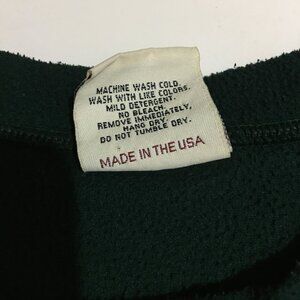 MACHINE WASH COLD.
WASH WITH LIKE COLORS.
MILD DETERGENT.
NO BLEACH.
REMOVE IMMEDIATELY,
HANG DRY.
DO NOT TUMBLE DRY.
MADE IN THE USA